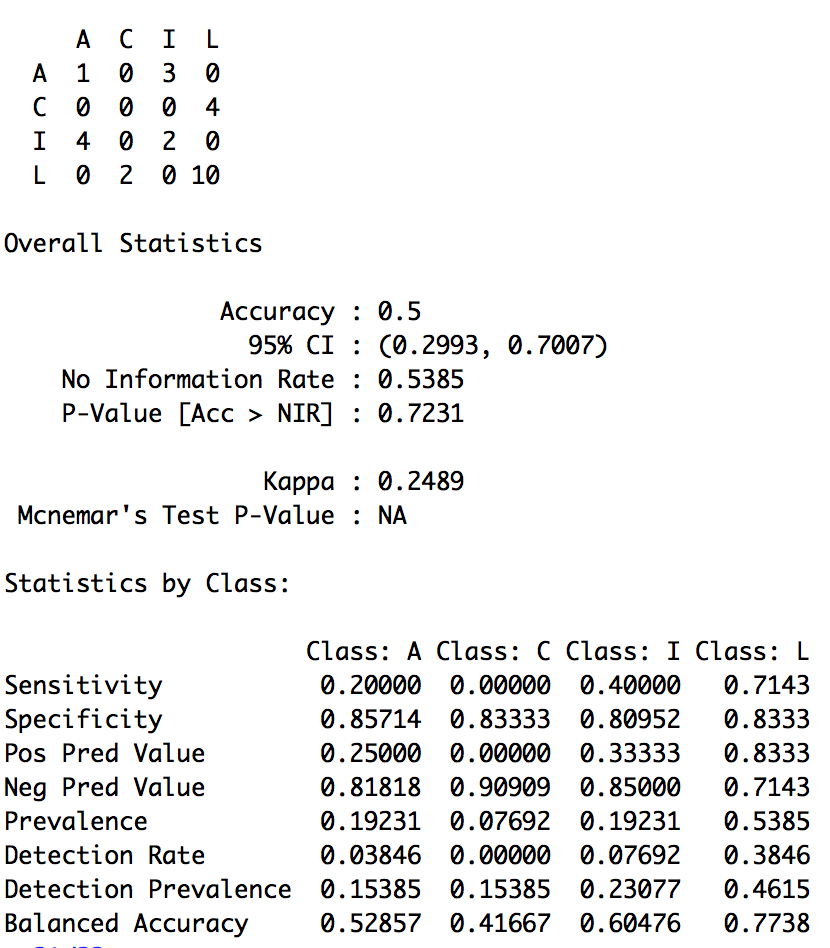 A C I L
A 1 0 3 0
C 0 0 0 4
I 4 0 2 0
L 0 2 0 10
Overall Statistics
Accuracy : 0.5
95% CI : (0.2993, 0.7007)
No Information Rate : 0.5385
P-Value [Acc > NIR] : 0.7231
Kappa : 0.2489
Mcnemar's Test P-Value : NA
Statistics by Class:
Class: A Class: C Class: I Class: L
Sensitivity 0.20000 0.00000 0.40000 0.7143
Specificity 0.85714 0.83333 0.80952 0.8333
Pos Pred Value 0.25000 0.00000 0.33333 0.8333
Neg Pred Value 0.81818 0.90909 0.85000 0.7143
Prevalence 0.19231 0.07692 0.19231 0.5385
Detection Rate 0.03846 0.00000 0.07692 0.3846
Detection Prevalence 0.15385 0.15385 0.23077 0.4615
Balanced Accuracy 0.52857 0.41667 0.60476 0.7738